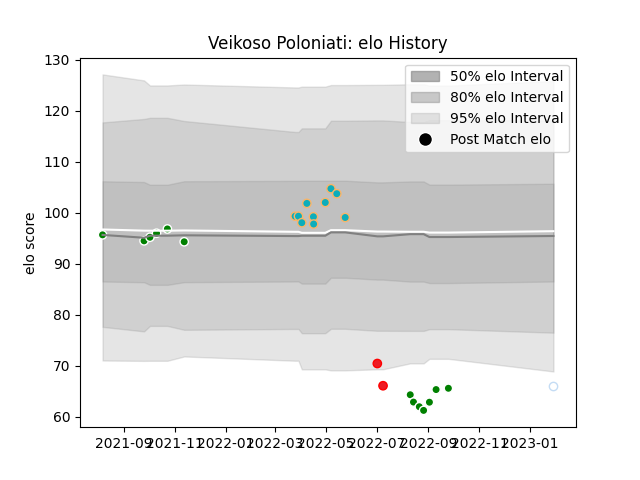 Veikoso Poloniati: elo History
130
120
110
100
90
80
70
60
elo score
50% elo Interval
80% elo Interval
95% elo Interval
Post Match elo
2021-09 2021-11 2022-01 2022-03 2022-05 2022-07 2022-09 2022-11 2023-01